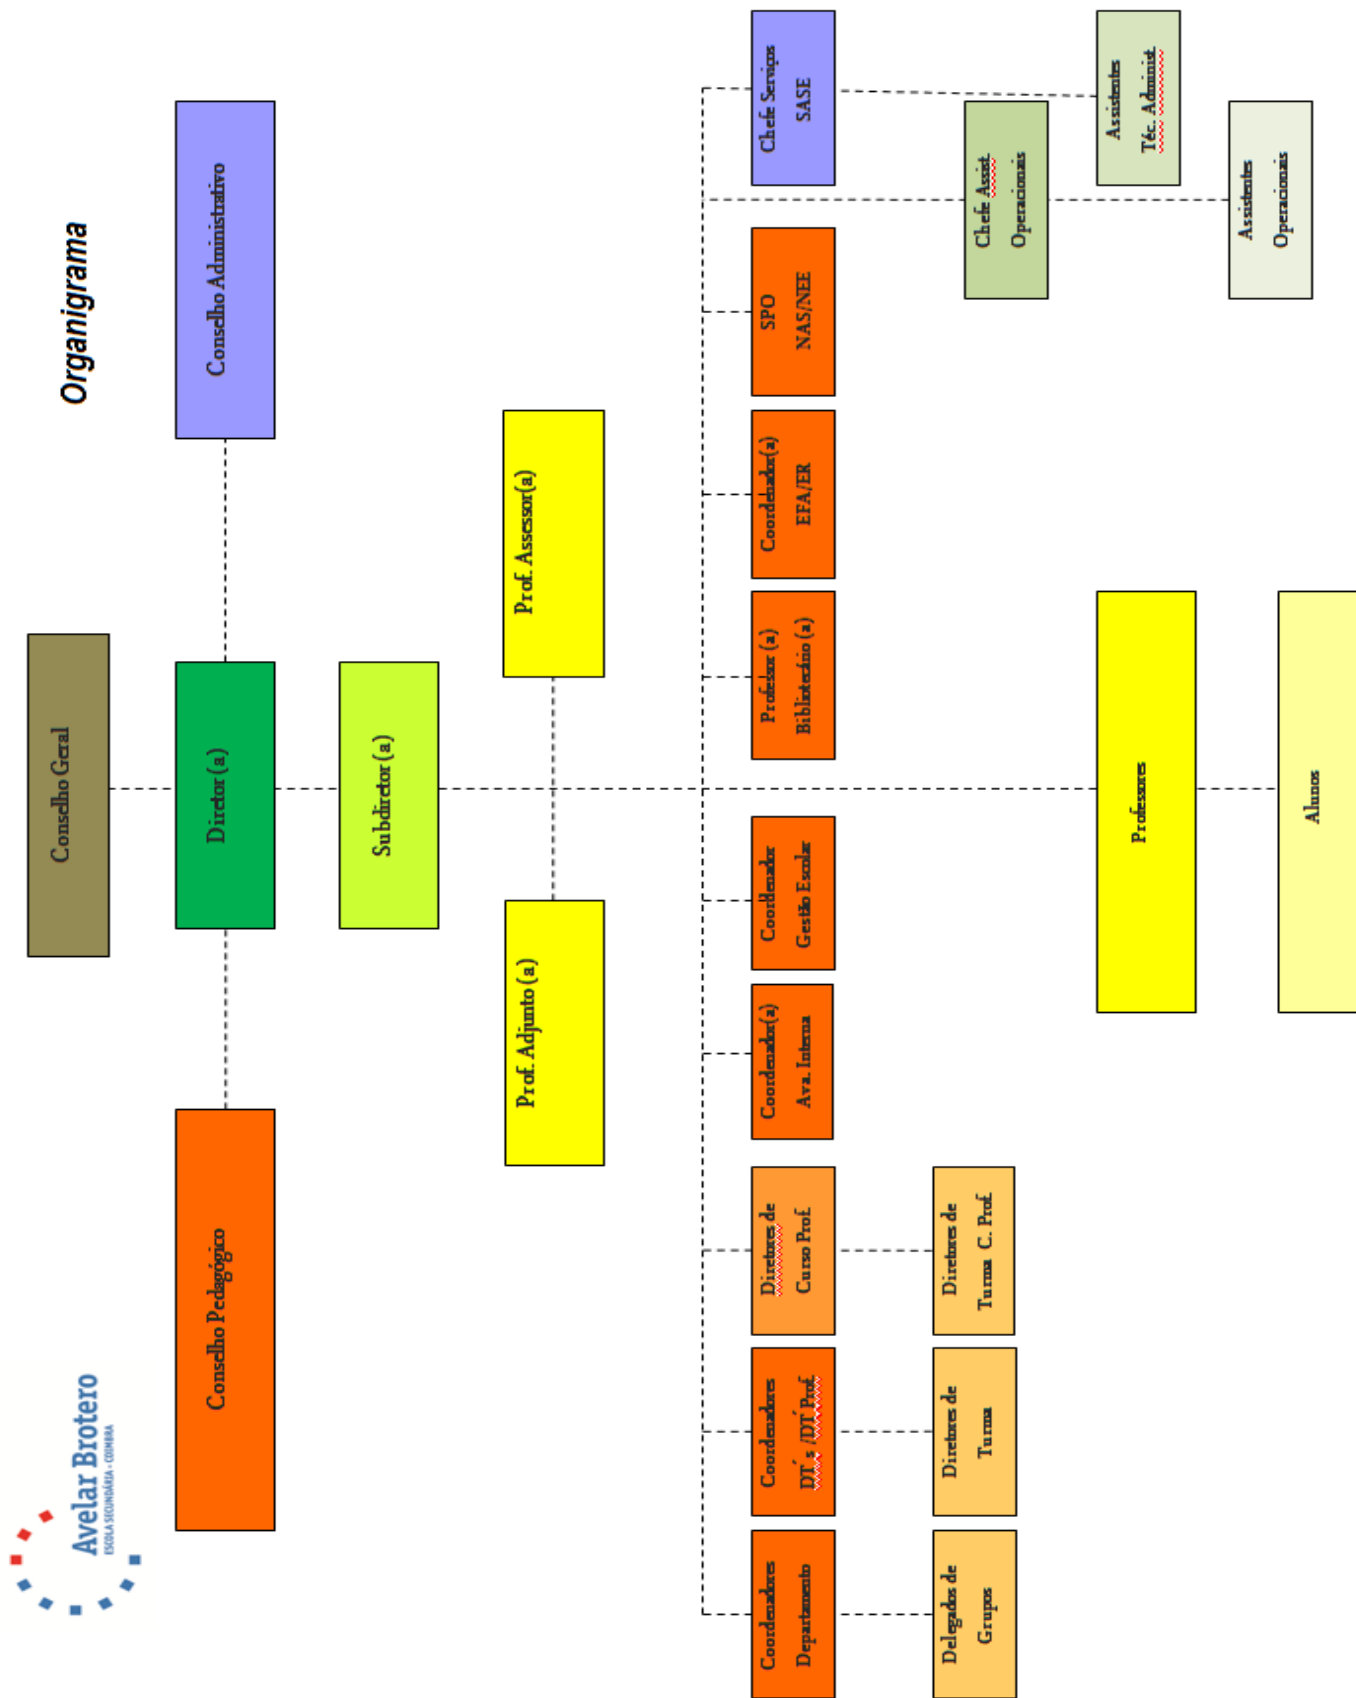 Avelar Brotero
ESCOLA SECUNDÁRIA - COIMBRA
Organigrama
Conselho Geral
Conselho Pedagógico
Diretor (a)
Conselho Administrativo
Subdiretor (a)
Prof. Adjunto (a)
Prof. Assessor(a)
Coordenadores
Departamento
Coordenadores
DT´s /DT´Prof.
Diretores de
Curso Prof.
Coordenador(a)
Ava. Interna
Coordenador
Gestão Escolar
Professor (a)
Bibliotecário (a)
Coordenador(a)
EFA/ER
SPO
NAS/NEE
Chefe Serviços
SASE
Delegados de
Grupos
Diretores de
Turma
Diretores de
Turma C. Prof.
Chefe Assist.
Operacionais
Professores
Assistentes
Téc. Administ.
Alunos
Assistentes
Operacionais